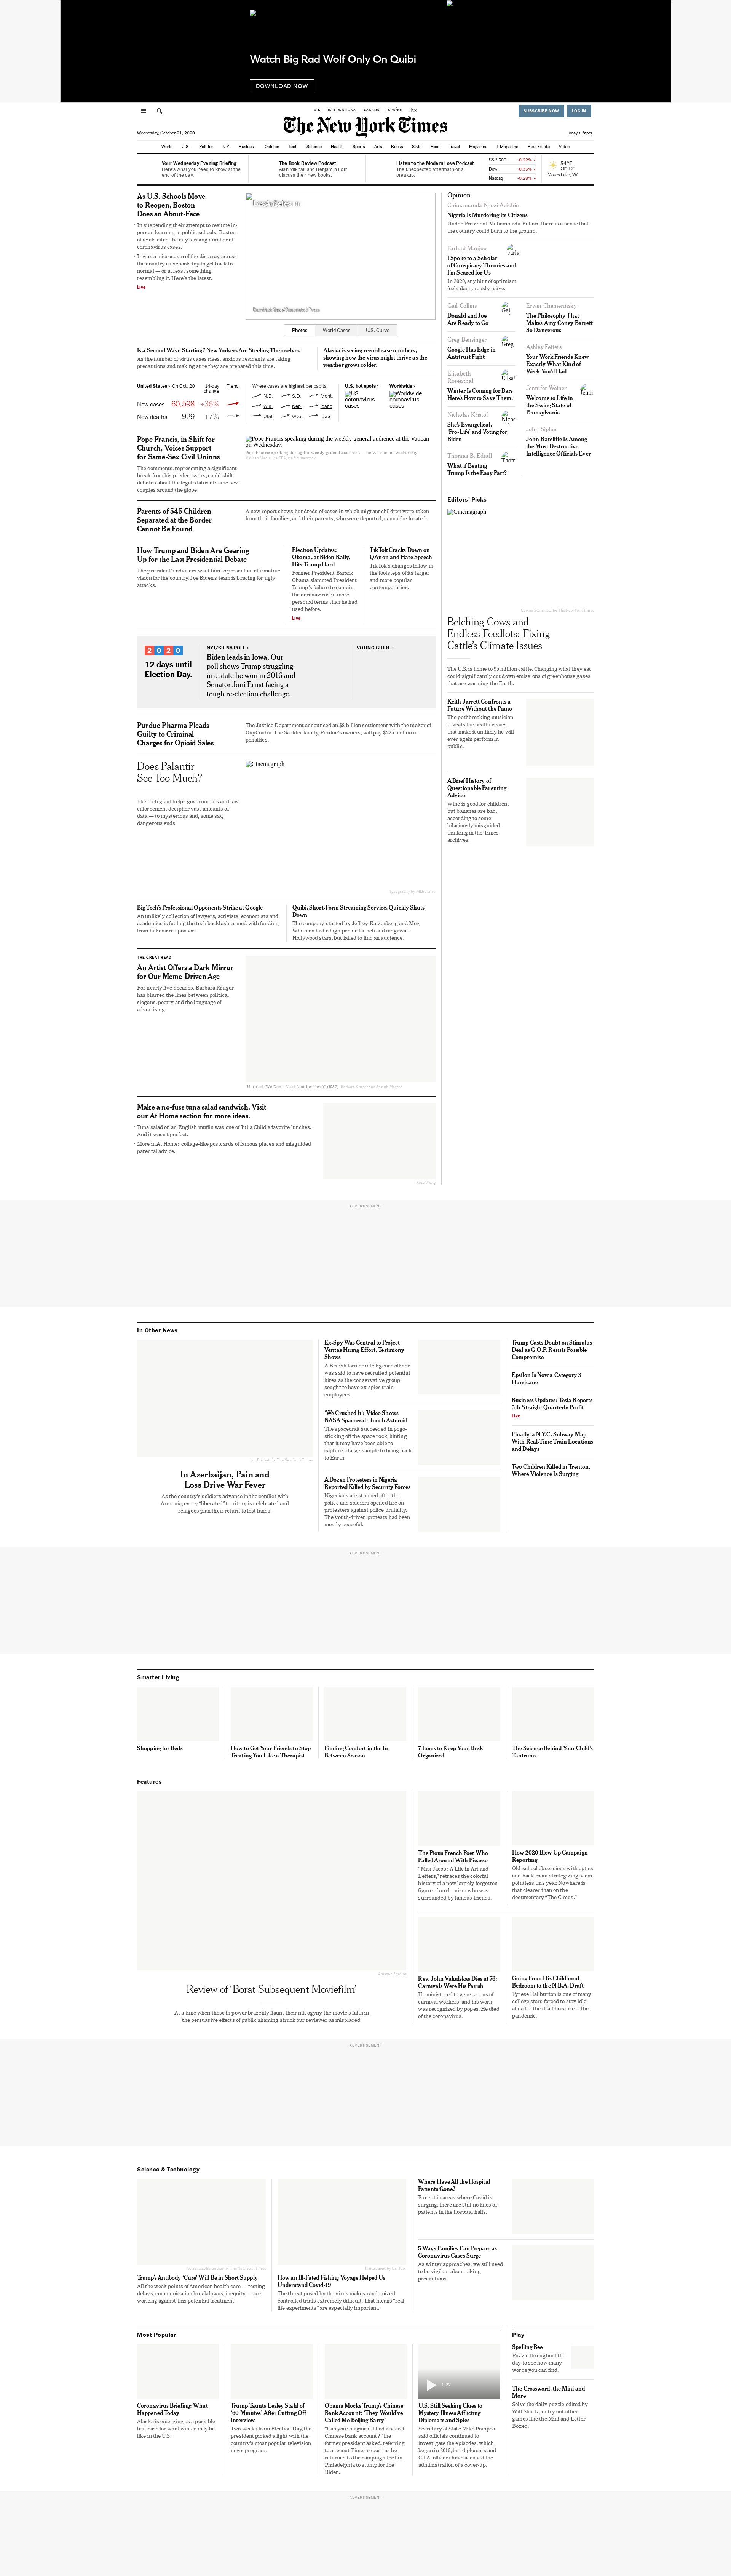 Watch Big Rad Wolf Only On Quibi
DOWNLOAD NOW
U.S.
INTERNATIONAL
CANADA
ESPAÑOL
中文
SUBSCRIBE NOW
LOG IN
The New York Times
Wednesday, October 21, 2020
Today's Paper
World
U.S.
Politics
N.Y.
Business
Opinion
Tech
Science
Health
Sports
Arts
Books
Style
Food
Travel
Magazine
T Magazine
Real Estate
Video
Your Wednesday Evening Briefing
Here's what you need to know at the
end of the day.
The Book Review Podcast
Alan Mikhail and Benjamin Lorr
discuss their new books.
Listen to the Modern Love Podcast
The unexpected aftermath of a
breakup.
S&P 500 -0.22% ↓
Dow -0.35% ↓
Nasdaq -0.28% ↓
54°F
Moses Lake, WA
As U.S. Schools Move
to Reopen, Boston
Does an About-Face
• In suspending their attempt to resume in-
person learning in public schools, Boston
officials cited the city's rising number of
coronavirus cases.
• It was a microcosm of the disarray across
the country as schools try to get back to
normal — or at least something
resembling it. Here's the latest.
Live
Photos
World Cases
U.S. Curve
Is a Second Wave Starting? New Yorkers Are Steeling Themselves
As the number of virus cases rises, anxious residents are taking
precautions and making sure they are prepared this time.
Alaska is seeing record case numbers,
showing how the virus might thrive as the
weather grows colder.
United States › On Oct. 20
14-day
change
Trend
New cases 60,598 +36%
New deaths 929 +7%
Where cases are highest per capita
N.D.
S.D.
Mont.
Wis.
Neb.
Idaho
Utah
Wyo.
Iowa
U.S. hot spots ›
US
coronavirus
cases
Worldwide ›
Worldwide
coronavirus
cases
Pope Francis, in Shift for
Church, Voices Support
for Same-Sex Civil Unions
The comments, representing a significant
break from his predecessors, could shift
debates about the legal status of same-sex
couples around the globe
Pope Francis speaking during the weekly general audience at the Vatican
on Wednesday.
Pope Francis speaking during the weekly general audience at the Vatican on Wednesday.
Parents of 545 Children
Separated at the Border
Cannot Be Found
A new report shows hundreds of cases in which migrant children were taken
from their families, and their parents, who were deported, cannot be located.
How Trump and Biden Are Gearing
Up for the Last Presidential Debate
The president's advisers want him to present an affirmative
vision for the country. Joe Biden's team is bracing for ugly
attacks.
Election Updates:
Obama, at Biden Rally,
Hits Trump Hard
Former President Barack
Obama slammed President
Trump's failure to contain
the coronavirus in more
personal terms than he had
used before.
Live
TikTok Cracks Down on
QAnon and Hate Speech
TikTok's changes follow in
the footsteps of its larger
and more popular
contemporaries.
2020
12 days until
Election Day.
NYT/SIENA POLL ›
Biden leads in Iowa. Our
poll shows Trump struggling
in a state he won in 2016 and
Senator Joni Ernst facing a
tough re-election challenge.
VOTING GUIDE ›
Purdue Pharma Pleads
Guilty to Criminal
Charges for Opioid Sales
The Justice Department announced an $8 billion settlement with the maker of
OxyContin. The Sackler family, Purdue's owners, will pay $225 million in
penalties.
Does Palantir
See Too Much?
The tech giant helps governments and law
enforcement decipher vast amounts of
data — to mysterious and, some say,
dangerous ends.
Cinemagraph
Big Tech's Professional Opponents Strike at Google
An unlikely collection of lawyers, activists, economists and
academics is fueling the tech backlash, armed with funding
from billionaire sponsors.
Quibi, Short-Form Streaming Service, Quickly Shuts
Down
The company started by Jeffrey Katzenberg and Meg
Whitman had a high-profile launch and megawatt
Hollywood stars, but failed to find an audience.
THE GREAT READ
An Artist Offers a Dark Mirror
for Our Meme-Driven Age
For nearly five decades, Barbara Kruger
has blurred the lines between political
slogans, poetry and the language of
advertising.
Make a no-fuss tuna salad sandwich. Visit
our At Home section for more ideas.
• Tuna salad on an English muffin was one of Julia Child's favorite lunches.
And it wasn't perfect.
• More in At Home: collage-like postcards of famous places and misguided
parental advice.
Opinion
Chimamanda Ngozi Adichie
Nigeria Is Murdering Its Citizens
Under President Muhammadu Buhari, there is a sense that
the country could burn to the ground.
Farhad Manjoo
I Spoke to a Scholar
of Conspiracy Theories and
I'm Scared for Us
In 2020, any hint of optimism
feels dangerously naïve.
Gail Collins
Donald and Joe
Are Ready to Go
Greg Bensinger
Google Has Edge in
Antitrust Fight
Elisabeth
Rosenthal
Winter Is Coming for Bars.
Here's How to Save Them.
Nicholas Kristof
She's Evangelical,
'Pro-Life' and Voting for
Biden
Thomas B. Edsall
What if Beating
Trump Is the Easy Part?
Erwin Chemerinsky
The Philosophy That
Makes Amy Coney Barrett
So Dangerous
Ashley Fetters
Your Work Friends Knew
Exactly What Kind of
Week You'd Had
Jennifer Weiner
Welcome to Life in
the Swing State of
Pennsylvania
John Sipher
John Ratcliffe Is Among
the Most Destructive
Intelligence Officials Ever
Editors' Picks
Cinemagraph
Belching Cows and
Endless Feedlots: Fixing
Cattle's Climate Issues
The U.S. is home to 95 million cattle. Changing what they eat
could significantly cut down emissions of greenhouse gases
that are warming the Earth.
Keith Jarrett Confronts a
Future Without the Piano
The pathbreaking musician
reveals the health issues
that make it unlikely he will
ever again perform in
public.
A Brief History of
Questionable Parenting
Advice
Wine is good for children,
but bananas are bad,
according to some
hilariously misguided
thinking in the Times
archives.
ADVERTISEMENT
In Other News
In Azerbaijan, Pain and
Loss Drive War Fever
As the country's soldiers advance in the conflict with
Armenia, every "liberated" territory is celebrated and
refugees plan their return to lost lands.
Ex-Spy Was Central to Project
Veritas Hiring Effort, Testimony
Shows
A British former intelligence officer
was said to have recruited potential
hires as the conservative group
sought to have ex-spies train
employees.
'We Crushed It': Video Shows
NASA Spacecraft Touch Asteroid
The spacecraft succeeded in pogo-
sticking off the space rock, hinting
that it may have been able to
capture a large sample to bring back
to Earth.
A Dozen Protesters in Nigeria
Reported Killed by Security Forces
Nigerians are stunned after the
police and soldiers opened fire on
protesters against police brutality.
The youth-driven protests had been
mostly peaceful.
Trump Casts Doubt on Stimulus
Deal as G.O.P. Resists Possible
Compromise
Epsilon Is Now a Category 3
Hurricane
Business Updates: Tesla Reports
5th Straight Quarterly Profit
Live
Finally, a N.Y.C. Subway Map
With Real-Time Train Locations
and Delays
Two Children Killed in Trenton,
Where Violence Is Surging
ADVERTISEMENT
Smarter Living
Shopping for Beds
How to Get Your Friends to Stop
Treating You Like a Therapist
Finding Comfort in the In-
Between Season
7 Items to Keep Your Desk
Organized
The Science Behind Your Child's
Tantrums
Features
Review of 'Borat Subsequent Moviefilm'
At a time when those in power brazenly flaunt their misogyny, the movie's faith in
the persuasive effects of public shaming struck our reviewer as misplaced.
The Pious French Poet Who
Palled Around With Picasso
"Max Jacob: A Life in Art and
Letters," retraces the colorful
history of a now largely forgotten
figure of modernism who was
surrounded by famous friends.
How 2020 Blew Up Campaign
Reporting
Old-school obsessions with optics
and back-room strategizing seem
pointless this year. Nowhere is
that clearer than on the
documentary "The Circus."
Rev. John Vakulskas Dies at 76;
Carnivals Were His Parish
He ministered to generations of
carnival workers, and his work
was recognized by popes. He died
of the coronavirus.
Going From His Childhood
Bedroom to the N.B.A. Draft
Tyrese Haliburton is one of many
college stars forced to stay idle
ahead of the draft because of the
pandemic.
ADVERTISEMENT
Science & Technology
Trump's Antibody 'Cure' Will Be in Short Supply
All the weak points of American health care — testing
delays, communication breakdowns, inequity — are
working against this potential treatment.
How an Ill-Fated Fishing Voyage Helped Us
Understand Covid-19
The threat posed by the virus makes randomized
controlled trials extremely difficult. That means "real-
life experiments" are especially important.
Where Have All the Hospital
Patients Gone?
Except in areas where Covid is
surging, there are still no lines of
patients in the hospital halls.
5 Ways Families Can Prepare as
Coronavirus Cases Surge
As winter approaches, we still need
to be vigilant about taking
precautions.
Most Popular
Coronavirus Briefing: What
Happened Today
Alaska is emerging as a possible
test case for what winter may be
like in the U.S.
Trump Taunts Lesley Stahl of
'60 Minutes' After Cutting Off
Interview
Two weeks from Election Day, the
president picked a fight with the
country's most popular television
news program.
Obama Mocks Trump's Chinese
Bank Account: 'They Would've
Called Me Beijing Barry'
"Can you imagine if I had a secret
Chinese bank account?" the
former president asked, referring
to a recent Times report, as he
returned to the campaign trail in
Philadelphia to stump for Joe
Biden.
U.S. Still Seeking Clues to
Mystery Illness Afflicting
Diplomats and Spies
Secretary of State Mike Pompeo
said officials continued to
investigate the episodes, which
began in 2016, but diplomats and
C.I.A. officers have accused the
administration of a cover-up.
Play
Spelling Bee
Puzzle throughout the
day to see how many
words you can find.
The Crossword, the Mini and
More
Solve the daily puzzle edited by
Will Shortz, or try out other
games like the Mini and Letter
Boxed.
ADVERTISEMENT